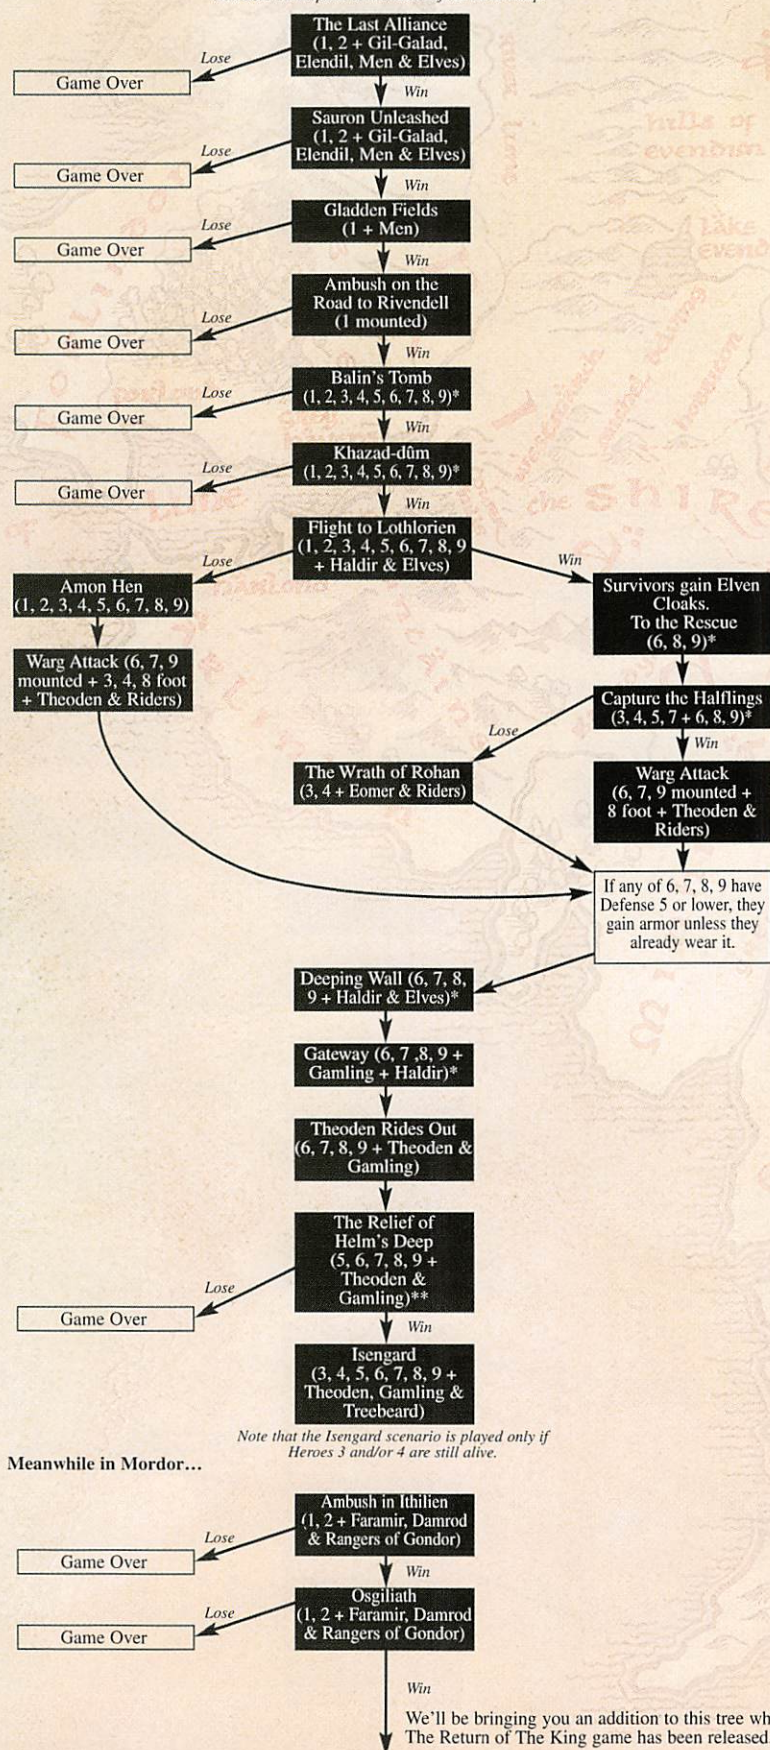 The Last Alliance
(1, 2 + Gil-Galad,
Elendil, Men & Elves)
Lose
Game Over
Win
Sauron Unleashed
(1, 2 + Gil-Galad,
Elendil, Men & Elves)
Lose
Game Over
Win
hills of
evendim
Gladden Fields
(1 + Men)
Lose
Game Over
Win
LAKE
EVEND
Ambush on the
Road to Rivendell
(1 mounted)
Lose
Game Over
Win
Balin's Tomb
(1, 2, 3, 4, 5, 6, 7, 8, 9)*
Lose
Game Over
Win
Khazad-dûm
(1, 2, 3, 4, 5, 6, 7, 8, 9)*
Lose
Game Over
Win
the SHIRE
Flight to Lothlorien
(1, 2, 3, 4, 5, 6, 7, 8, 9
+ Haldir & Elves)
Lose
Win
Amon Hen
(1, 2, 3, 4, 5, 6, 7, 8, 9)
Survivors gain Elven
Cloaks.
To the Rescue
(6, 8, 9)*
Warg Attack (6, 7, 9
mounted + 3, 4, 8 foot
+ Theoden & Riders)
Capture the Halflings
(3, 4, 5, 7 + 6, 8, 9)*
Lose
Win
The Wrath of Rohan
(3, 4 + Eomer & Riders)
Warg Attack
(6, 7, 9 mounted +
8 foot + Theoden &
Riders)
If any of 6, 7, 8, 9 have
Defense 5 or lower, they
gain armor unless they
already wear it.
Deeping Wall (6, 7, 8,
9 + Haldir & Elves)*
Gateway (6, 7 ,8, 9 +
Gamling + Haldir)*
Theoden Rides Out
(6, 7, 8, 9 + Theoden &
Gamling)
The Relief of
Helm's Deep
(5, 6, 7, 8, 9 +
Theoden &
Gamling)**
Lose
Game Over
Win
Isengard
(3, 4, 5, 6, 7, 8, 9 +
Theoden, Gamling &
Treebeard)
Note that the Isengard scenario is played only if
Heroes 3 and/or 4 are still alive.
Meanwhile in Mordor…
Ambush in Ithilien
(1, 2 + Faramir, Damrod
& Rangers of Gondor)
Lose
Game Over
Win
Osgiliath
(1, 2 + Faramir, Damrod
& Rangers of Gondor)
Lose
Game Over
Win
We'll be bringing you an addition to this tree wh
The Return of The King game has been released.